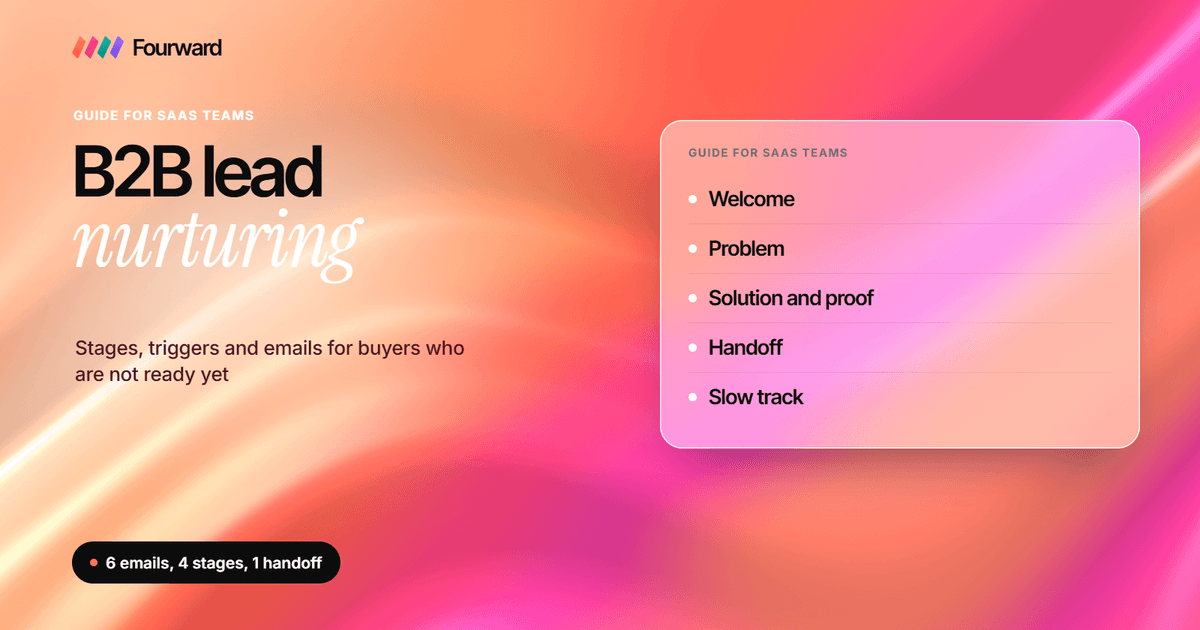 Fourward
GUIDE FOR SAAS TEAMS
B2B lead
nurturing
Stages, triggers and emails for buyers who
are not ready yet
6 emails, 4 stages, 1 handoff
GUIDE FOR SAAS TEAMS
Welcome
Problem
Solution and proof
Handoff
Slow track